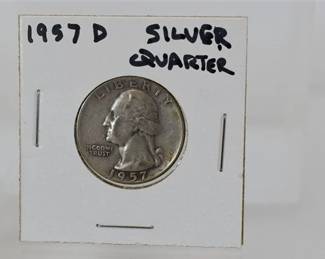 1957 D SILVER
QUARTER
LIBERTY
IN GOD WE
TRUST
1957